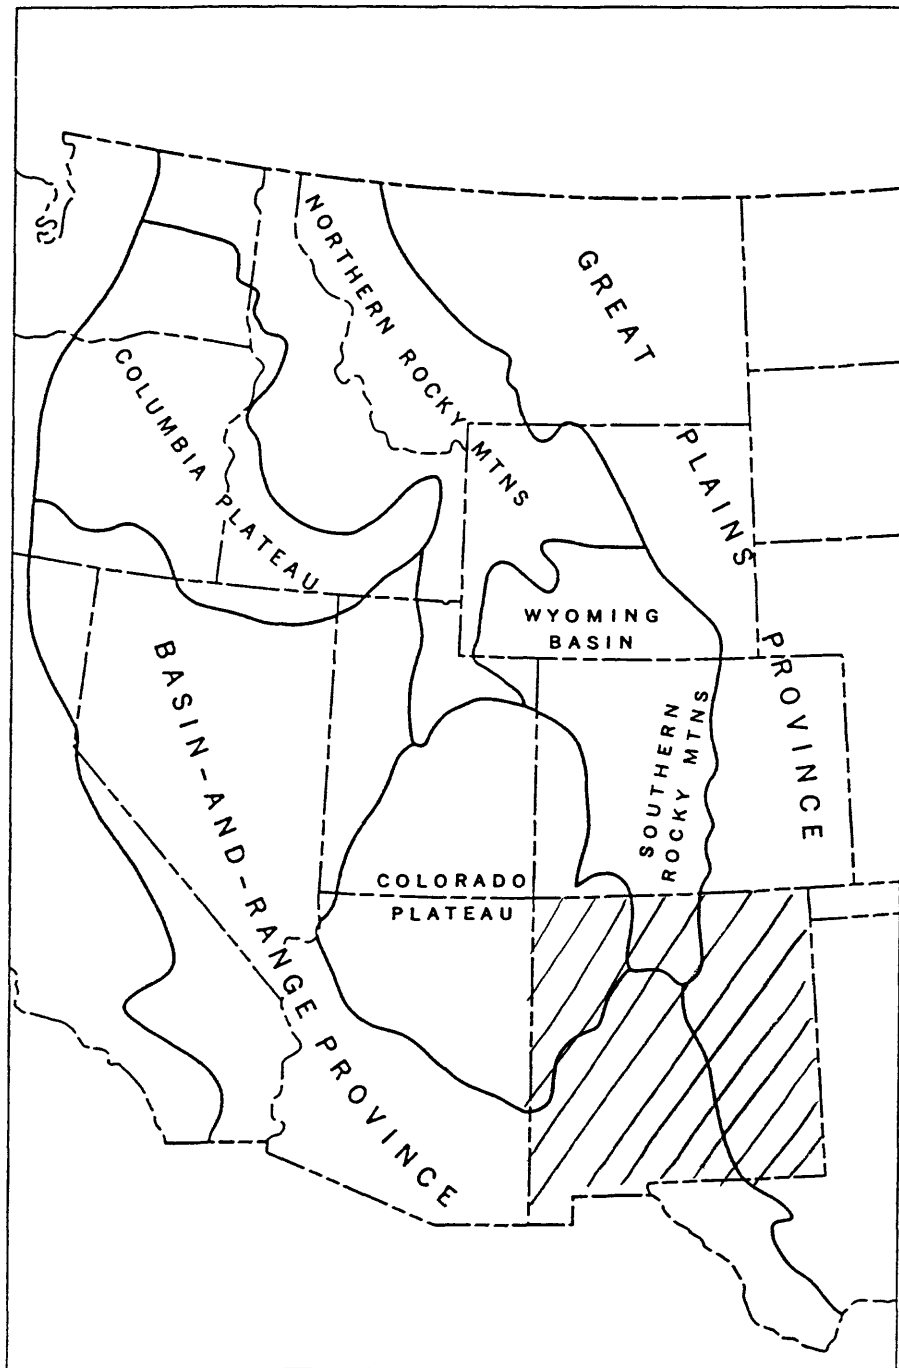 NORTHERN ROCKY MTNS
GREAT PLAINS PROVINCE
COLUMBIA PLATEAU
WYOMING
BASIN
BASIN-AND-RANGE PROVINCE
SOUTHERN
ROCKY MTNS
COLORADO
PLATEAU